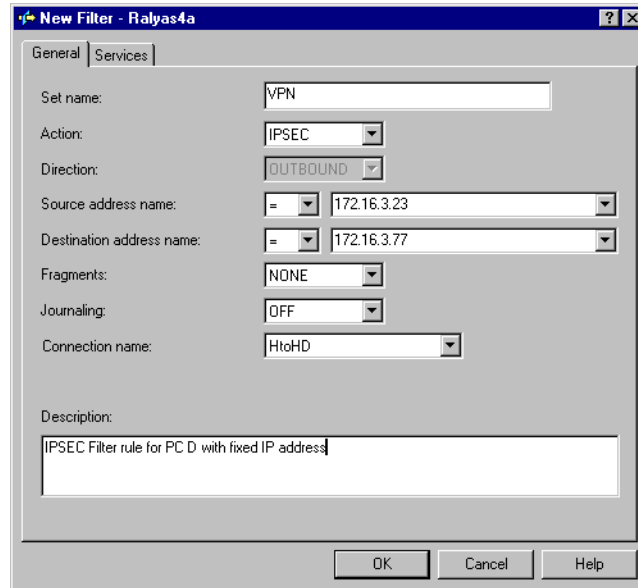 New Filter - Ralyas4a
General Services
Set name: VPN
Action: IPSEC
Direction: OUTBOUND
Source address name: = 172.16.3.23
Destination address name: = 172.16.3.77
Fragments: NONE
Journaling: OFF
Connection name: HtoHD
Description:
IPSEC Filter rule for PC D with fixed IP address
OK Cancel Help